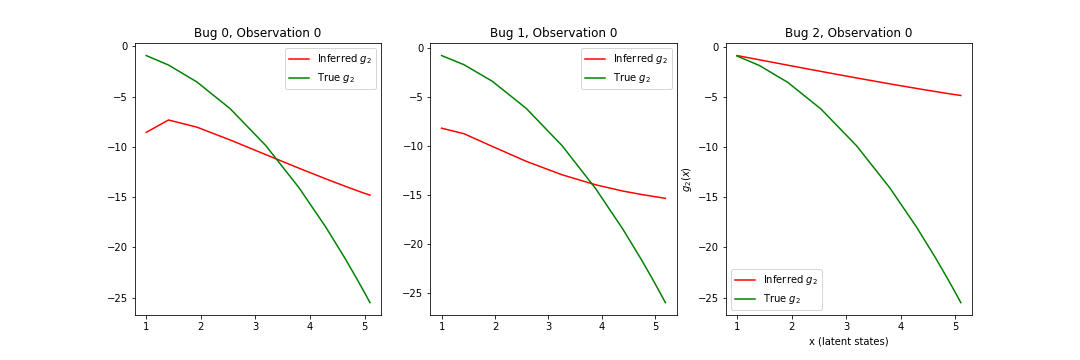 Bug 0, Observation 0
Inferred g₂
True g₂
0
−5
−10
−15
−20
−25
1 2 3 4 5
Bug 1, Observation 0
Inferred g₂
True g₂
0
−5
−10
−15
−20
−25
1 2 3 4 5
Bug 2, Observation 0
g₂(x)
0
−5
−10
−15
−20
−25
Inferred g₂
True g₂
1 2 3 4 5
x (latent states)